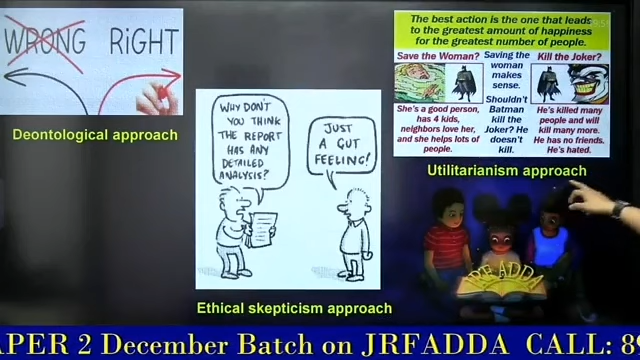 WRONG RiGHT
Deontological approach
WHY DON'T
YOU THINK
THE REPORT
HAS ANY
DETAILED
ANALYSIS?
JUST
A GUT
FEELING!
Ethical skepticism approach
The best action is the one that leads
to the greatest amount of happiness
for the greatest number of people.
Save the Woman?
She's a good person,
has 4 kids,
neighbors love her,
and she helps lots of
people.
Saving the
woman
makes
sense.
Shouldn't
Batman
kill the
Joker? He
doesn't
kill.
Kill the Joker?
He's killed many
people and will
kill many more.
He has no friends,
He's hated.
Utilitarianism approach
JRF ADDA
APER 2 December Batch on JRFADDA CALL: 8